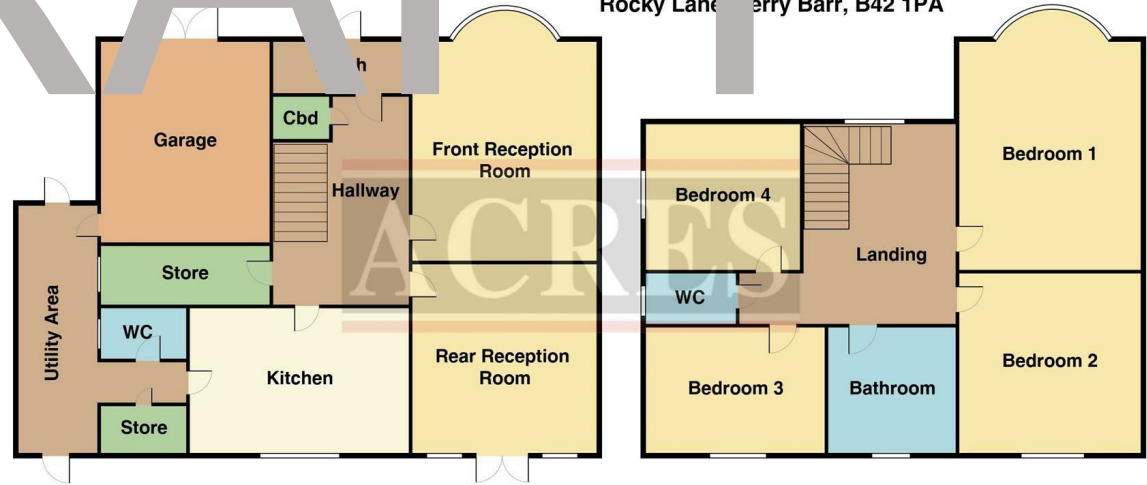 Rocky Lane
Barr, B42 1PA
Garage
Cbd
Hallway
Front Reception
Room
Store
WC
Utility Area
Kitchen
Rear Reception
Room
Store
Bedroom 4
Bedroom 1
Landing
WC
Bedroom 3
Bathroom
Bedroom 2
ACRES